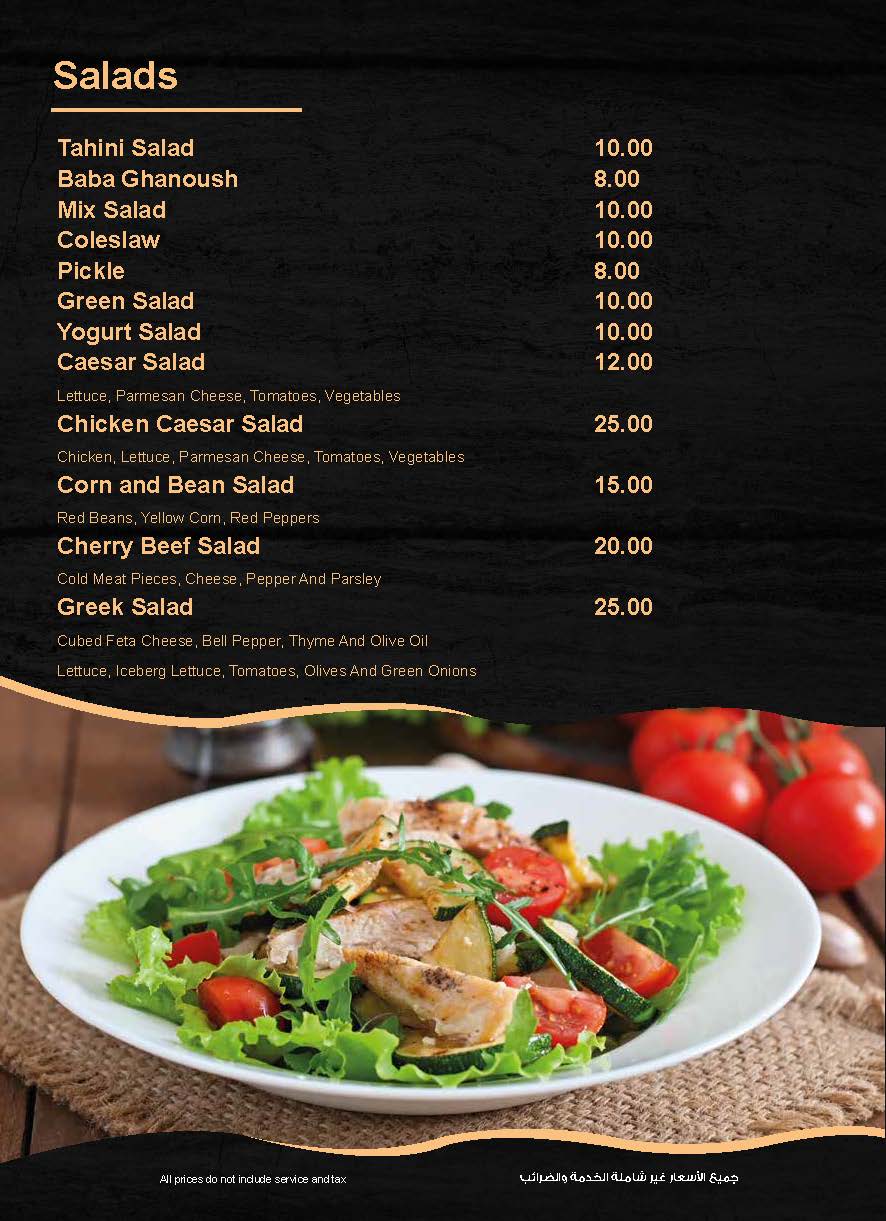 Salads
Tahini Salad 10.00
Baba Ghanoush 8.00
Mix Salad 10.00
Coleslaw 10.00
Pickle 8.00
Green Salad 10.00
Yogurt Salad 10.00
Caesar Salad 12.00
Lettuce, Parmesan Cheese, Tomatoes, Vegetables
Chicken Caesar Salad 25.00
Chicken, Lettuce, Parmesan Cheese, Tomatoes, Vegetables
Corn and Bean Salad 15.00
Red Beans, Yellow Corn, Red Peppers
Cherry Beef Salad 20.00
Cold Meat Pieces, Cheese, Pepper And Parsley
Greek Salad 25.00
Cubed Feta Cheese, Bell Pepper, Thyme And Olive Oil
Lettuce, Iceberg Lettuce, Tomatoes, Olives And Green Onions
All prices do not include service and tax
جميع الأسعار غير شاملة الخدمة والضرائب